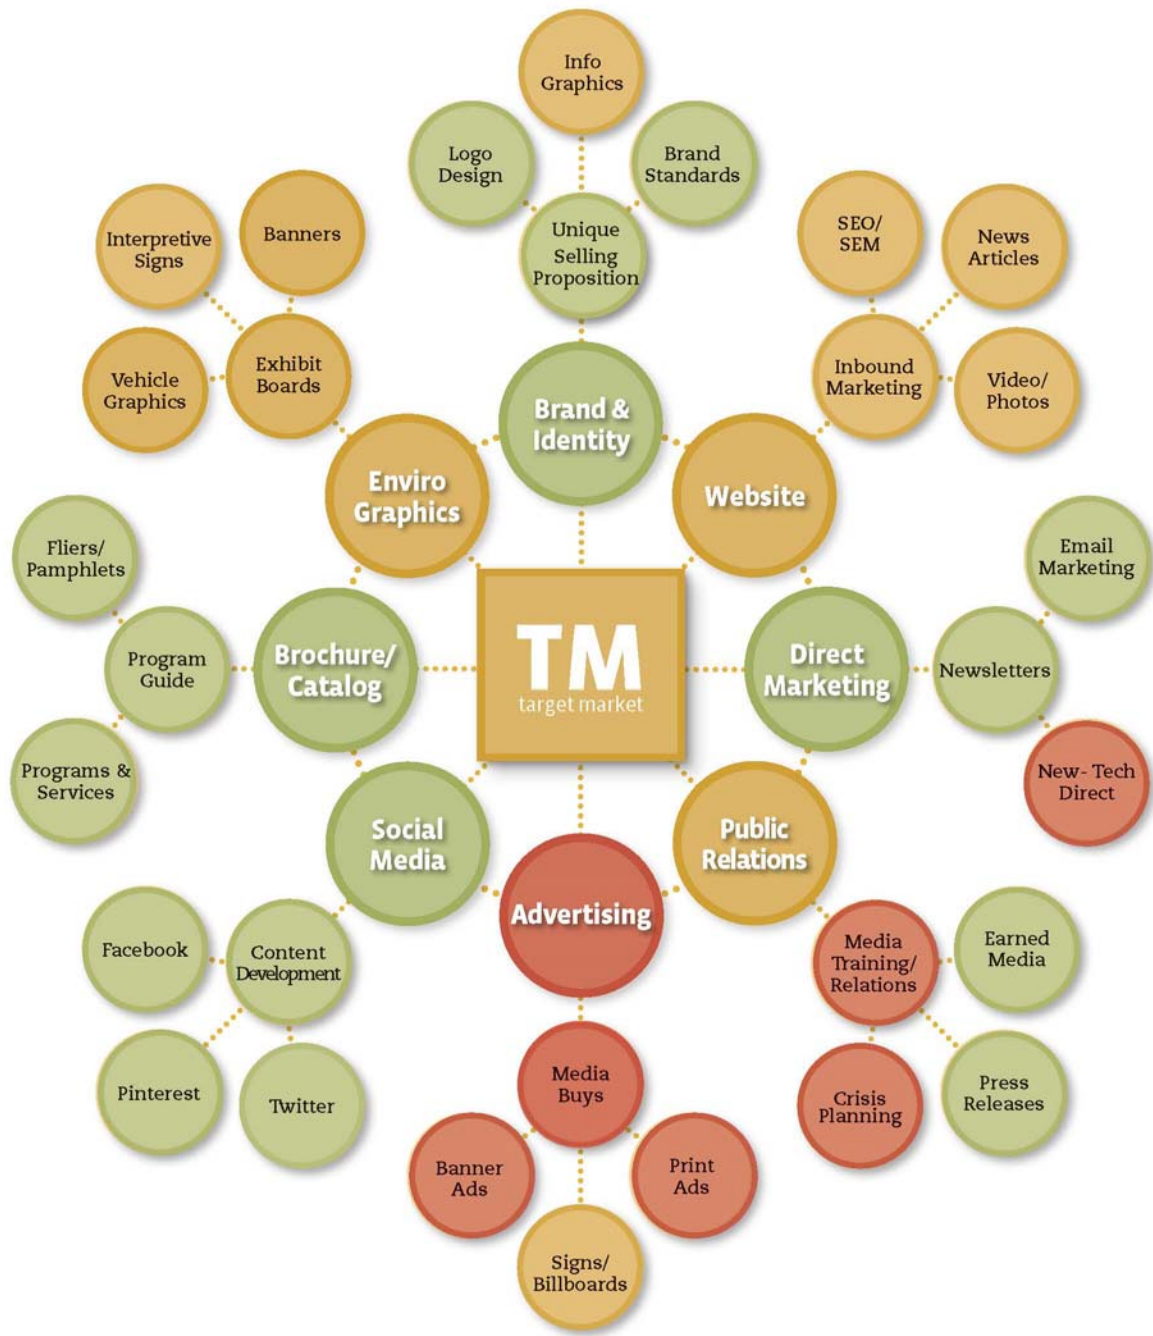 Info
Graphics
Logo
Design
Brand
Standards
Unique
Selling
Proposition
Interpretive
Signs
Banners
Vehicle
Graphics
Exhibit
Boards
SEO/
SEM
News
Articles
Inbound
Marketing
Video/
Photos
Brand &
Identity
Enviro
Graphics
Website
Fliers/
Pamphlets
Program
Guide
Programs &
Services
Brochure/
Catalog
TM
target market
Direct
Marketing
Newsletters
Email
Marketing
New- Tech
Direct
Social
Media
Advertising
Public
Relations
Facebook
Content
Development
Pinterest
Twitter
Media
Buys
Banner
Ads
Print
Ads
Signs/
Billboards
Media
Training/
Relations
Earned
Media
Crisis
Planning
Press
Releases